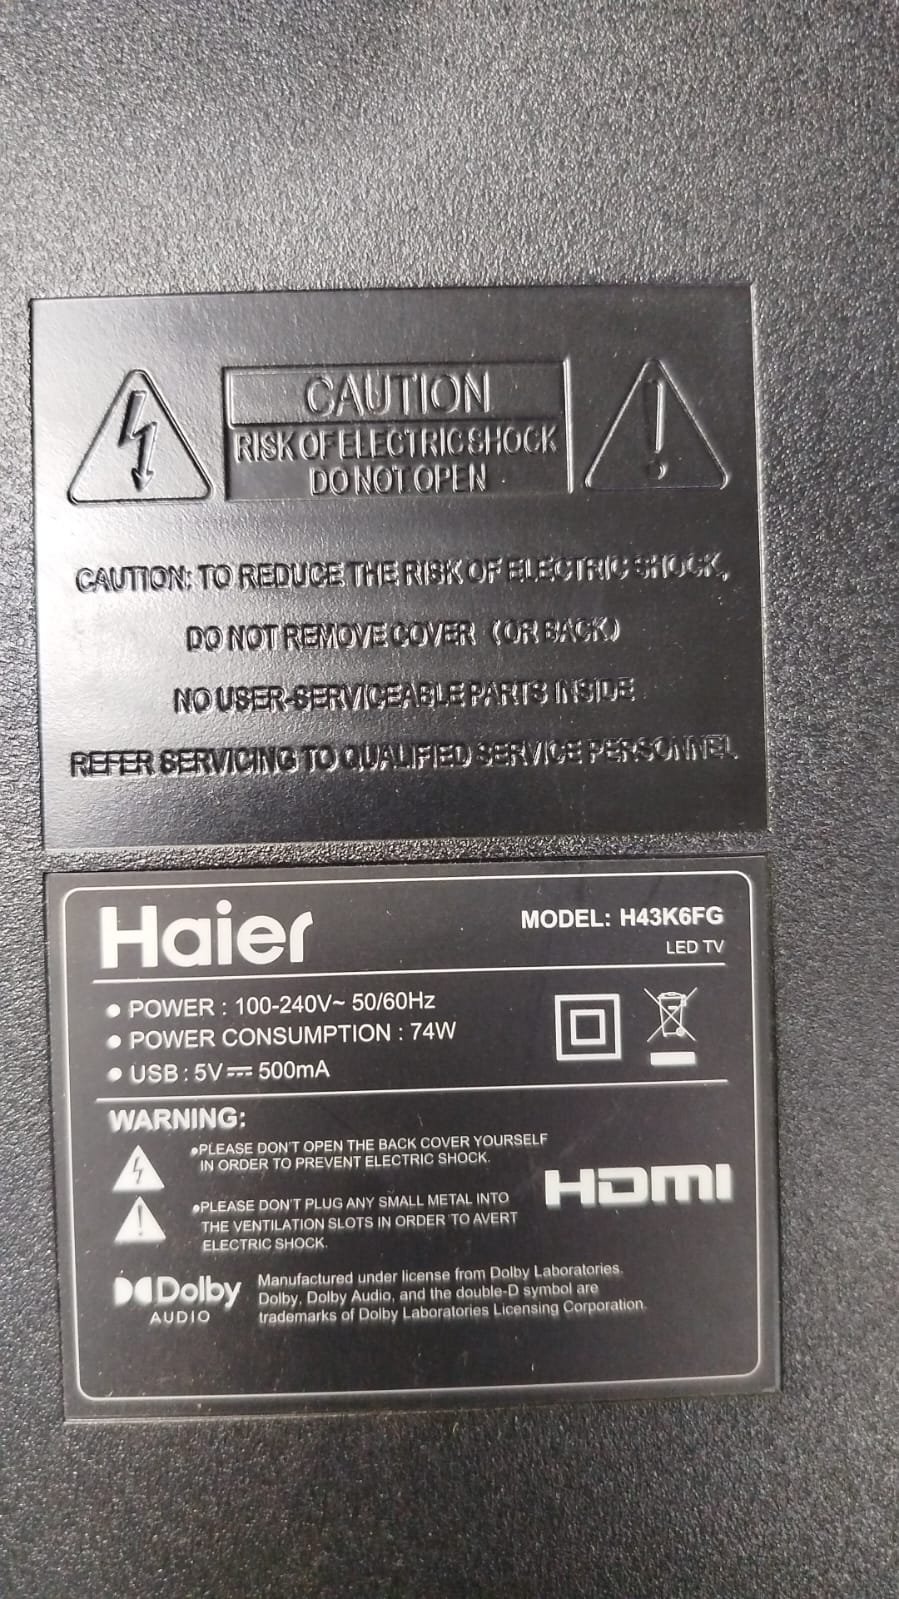 CAUTION
RISK OF ELECTRIC SHOCK
DO NOT OPEN
CAUTION: TO REDUCE THE RISK OF ELECTRIC SHOCK,
DO NOT REMOVE COVER (OR BACK)
NO USER-SERVICEABLE PARTS INSIDE
REFER SERVICING TO QUALIFIED SERVICE PERSONNEL
Haier
MODEL: H43K6FG
LED TV
● POWER : 100-240V~ 50/60Hz
● POWER CONSUMPTION : 74W
● USB : 5V⎓ 500mA
WARNING:
●PLEASE DON'T OPEN THE BACK COVER YOURSELF
IN ORDER TO PREVENT ELECTRIC SHOCK.
HDMI
●PLEASE DON'T PLUG ANY SMALL METAL INTO
THE VENTILATION SLOTS IN ORDER TO AVERT
ELECTRIC SHOCK.
Dolby
AUDIO
Manufactured under license from Dolby Laboratories.
Dolby, Dolby Audio, and the double-D symbol are
trademarks of Dolby Laboratories Licensing Corporation.